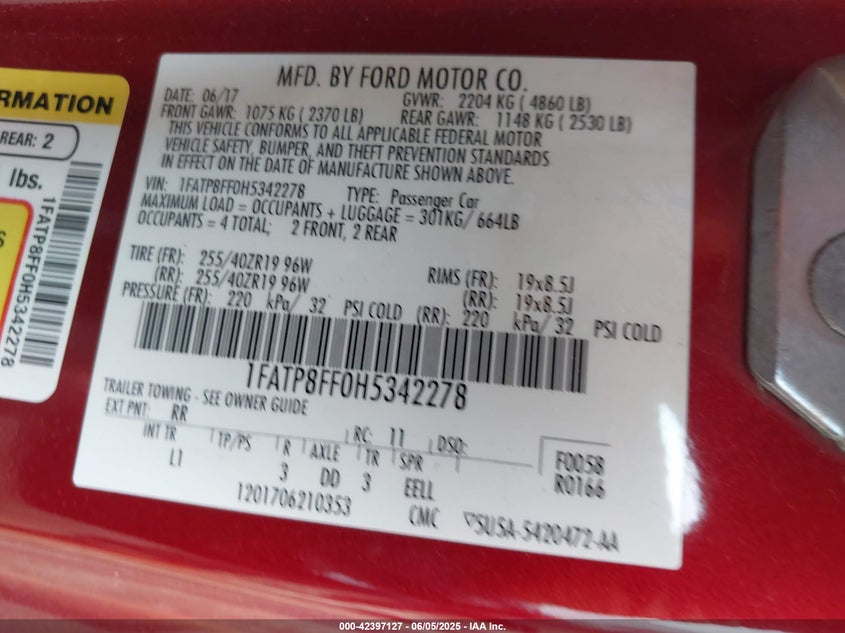 RMATION
REAR: 2
lbs.
S
1FATP8FF0H5342278
MFD. BY FORD MOTOR CO.
DATE: 06/17 GVWR: 2204 KG ( 4860 LB)
FRONT GAWR: 1075 KG ( 2370 LB) REAR GAWR: 1148 KG ( 2530 LB)
THIS VEHICLE CONFORMS TO ALL APPLICABLE FEDERAL MOTOR
VEHICLE SAFETY, BUMPER, AND THEFT PREVENTION STANDARDS
IN EFFECT ON THE DATE OF MANUFACTURE SHOWN ABOVE.
VIN: 1FATP8FF0H5342278 TYPE: Passenger Car
MAXIMUM LOAD = OCCUPANTS + LUGGAGE = 301KG/ 664LB
OCCUPANTS = 4 TOTAL; 2 FRONT, 2 REAR
TIRE (FR): 255/40ZR19 96W RIMS (FR): 19x8.5J
(RR): 255/40ZR19 96W (RR): 19x8.5J
PRESSURE (FR): 220 kPa/ 32 PSI COLD (RR): 220 kPa/32 PSI COLD
1FATP8FF0H5342278
TRAILER TOWING - SEE OWNER GUIDE
EXT PNT: RR RC: 11 DSO: F0058
INT TR TP/PS R AXLE TR SPR R0166
L1 3 DD 3 EELL
1201706210353 CMC ▽5U5A-5420472-AA
000-42397127 - 06/05/2025 - IAA Inc.